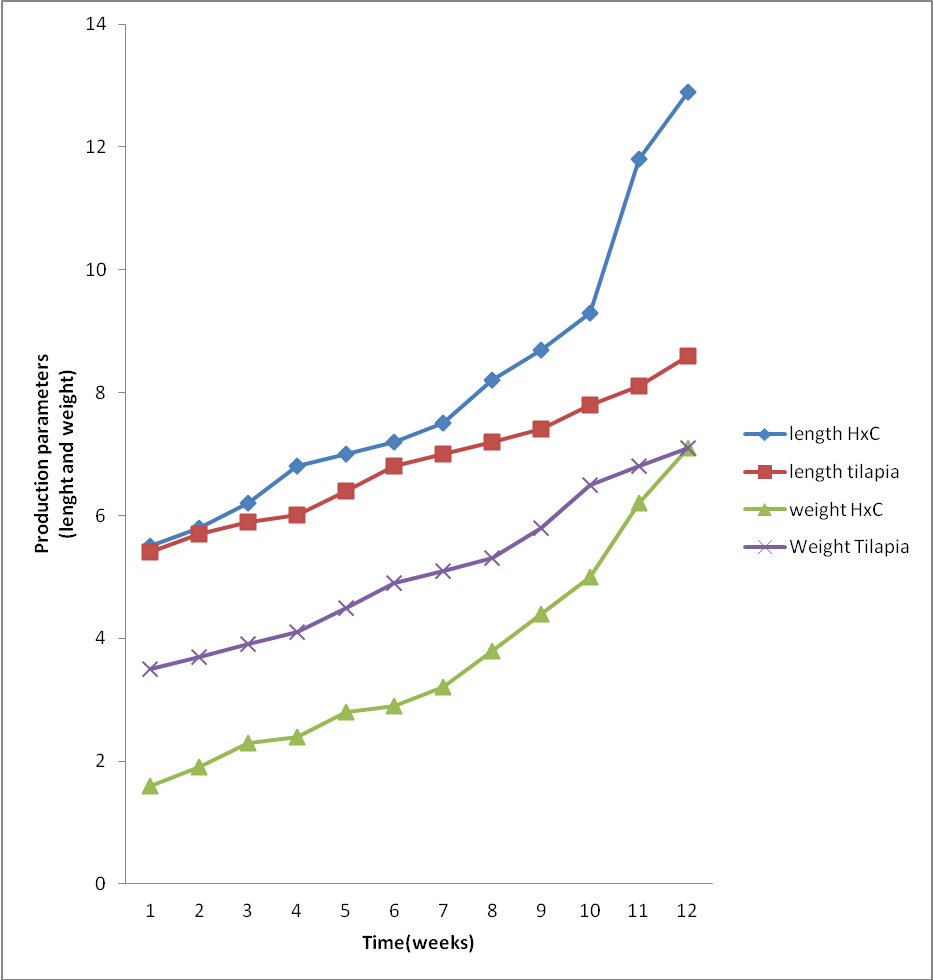 14
12
10
8
6
4
2
0
Production parameters
(lenght and weight)
1 2 3 4 5 6 7 8 9 10 11 12
Time(weeks)
length HxC
length tilapia
weight HxC
Weight Tilapia